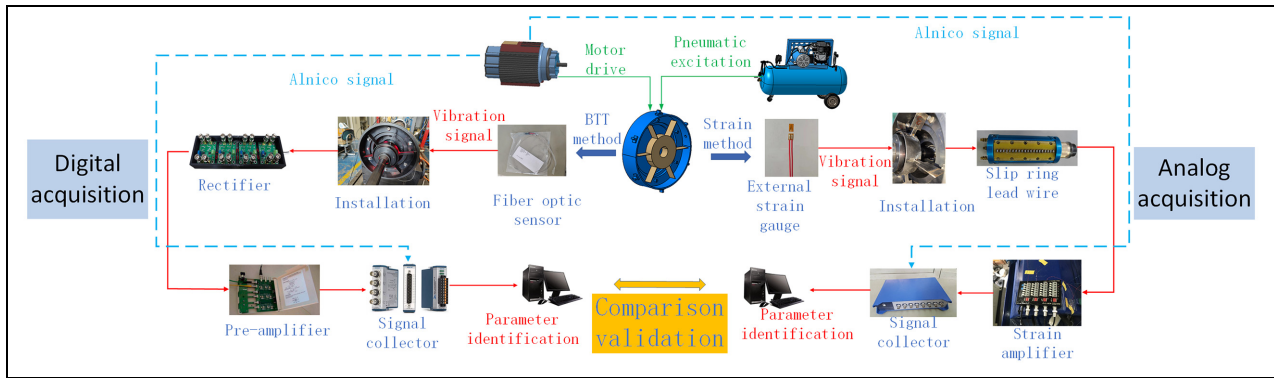 Alnico signal
Motor
drive
Pneumatic
excitation
Alnico signal
Digital
acquisition
Rectifier
Installation
Vibration
signal
Fiber optic
sensor
BTT
method
Strain
method
External
strain
gauge
Vibration
signal
Installation
Slip ring
lead wire
Analog
acquisition
Pre-amplifier
Signal
collector
Parameter
identification
Comparison
validation
Parameter
identification
Signal
collector
Strain
amplifier